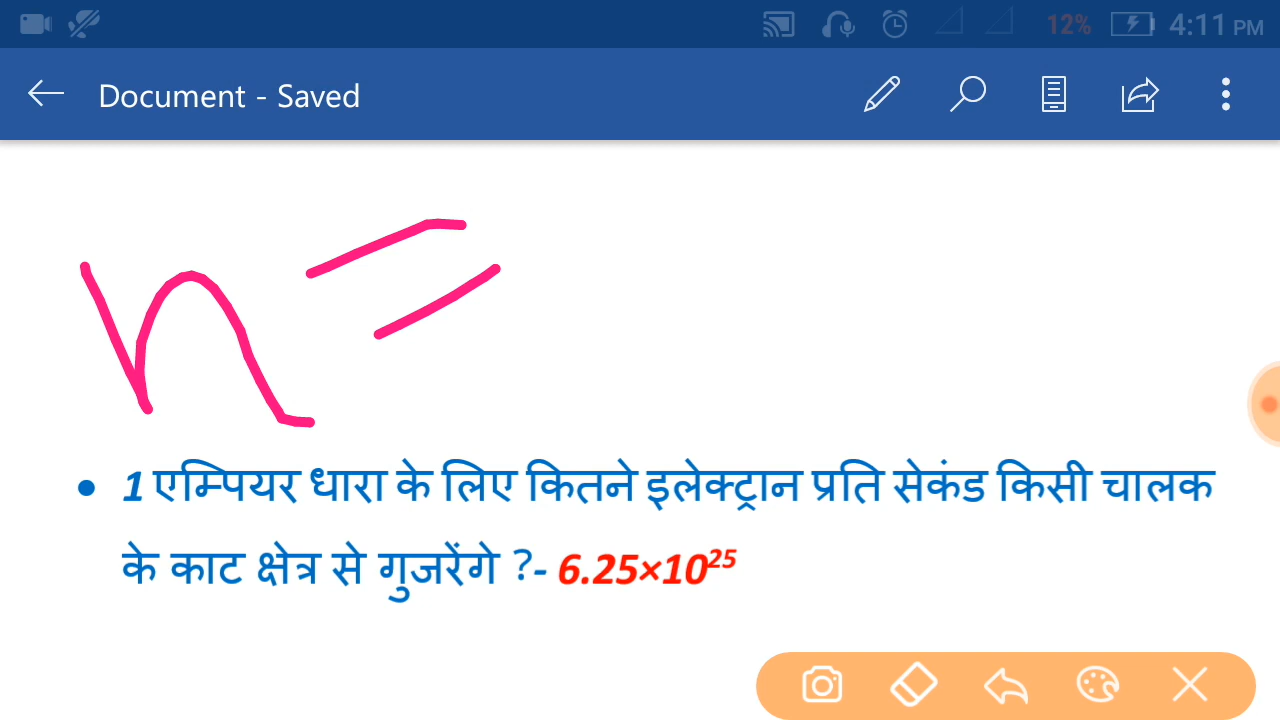 12% 4:11 PM
Document - Saved
n =
• 1 एम्पियर धारा के लिए कितने इलेक्ट्रान प्रति सेकंड किसी चालक
के काट क्षेत्र से गुजरेंगे ?- 6.25×10²⁵